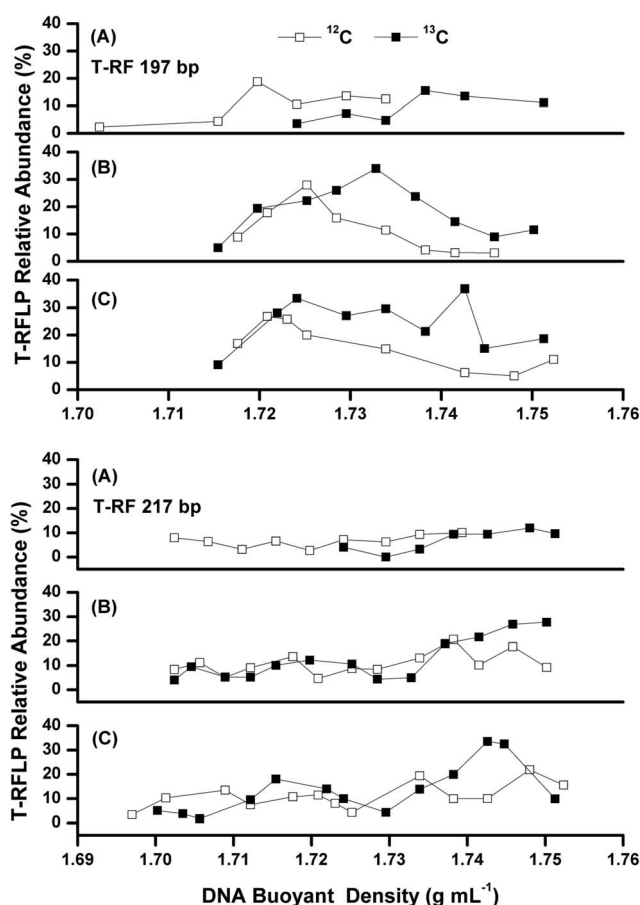 ¹²C ¹³C
40 (A)
30 T-RF 197 bp
20
10
0
40 (B)
30
20
10
0
40 (C)
30
20
10
0
T-RFLP Relative Abundance (%)
1.70 1.71 1.72 1.73 1.74 1.75 1.76
40 (A)
30 T-RF 217 bp
20
10
0
40 (B)
30
20
10
0
40 (C)
30
20
10
0
T-RFLP Relative Abundance (%)
1.69 1.70 1.71 1.72 1.73 1.74 1.75 1.76
DNA Buoyant Density (g mL⁻¹)